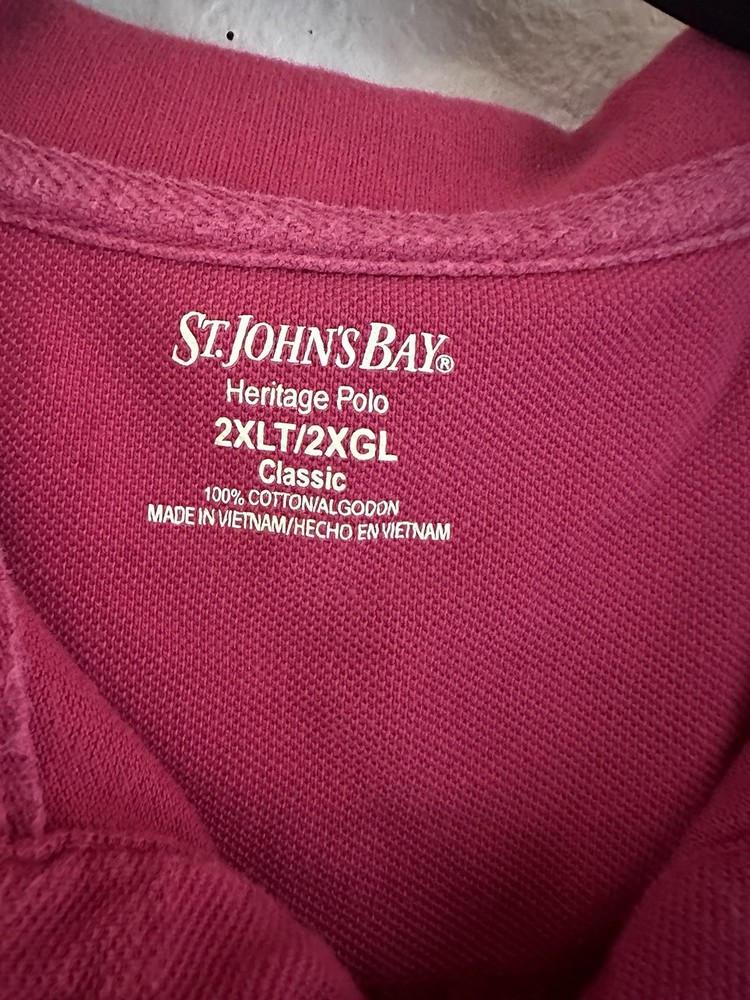 ST. JOHN'S BAY®
Heritage Polo
2XLT/2XGL
Classic
100% COTTON/ALGODON
MADE IN VIETNAM/HECHO EN VIETNAM